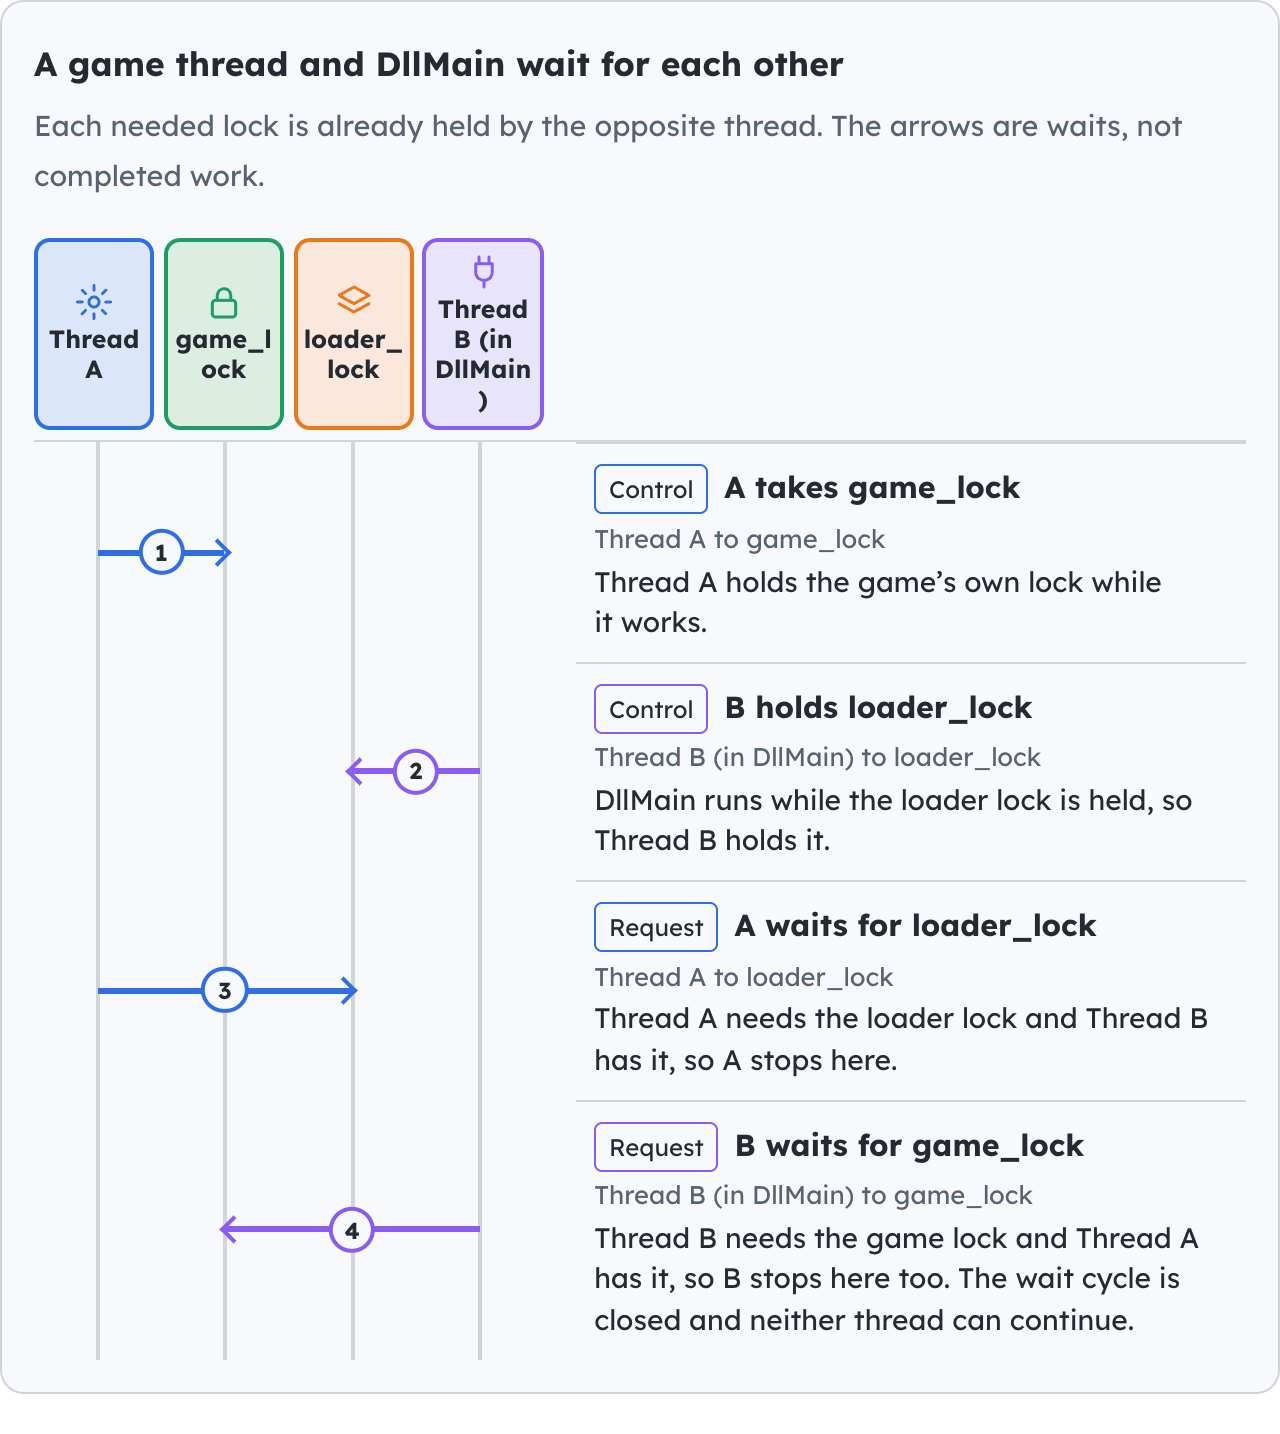 A game thread and DllMain wait for each other
Each needed lock is already held by the opposite thread. The arrows are waits, not
completed work.
Thread
A
game_l
ock
loader_
lock
Thread
B (in
DllMain
)
Control A takes game_lock
Thread A to game_lock
Thread A holds the game’s own lock while
it works.
1
Control B holds loader_lock
Thread B (in DllMain) to loader_lock
DllMain runs while the loader lock is held, so
Thread B holds it.
2
Request A waits for loader_lock
Thread A to loader_lock
Thread A needs the loader lock and Thread B
has it, so A stops here.
3
Request B waits for game_lock
Thread B (in DllMain) to game_lock
Thread B needs the game lock and Thread A
has it, so B stops here too. The wait cycle is
closed and neither thread can continue.
4